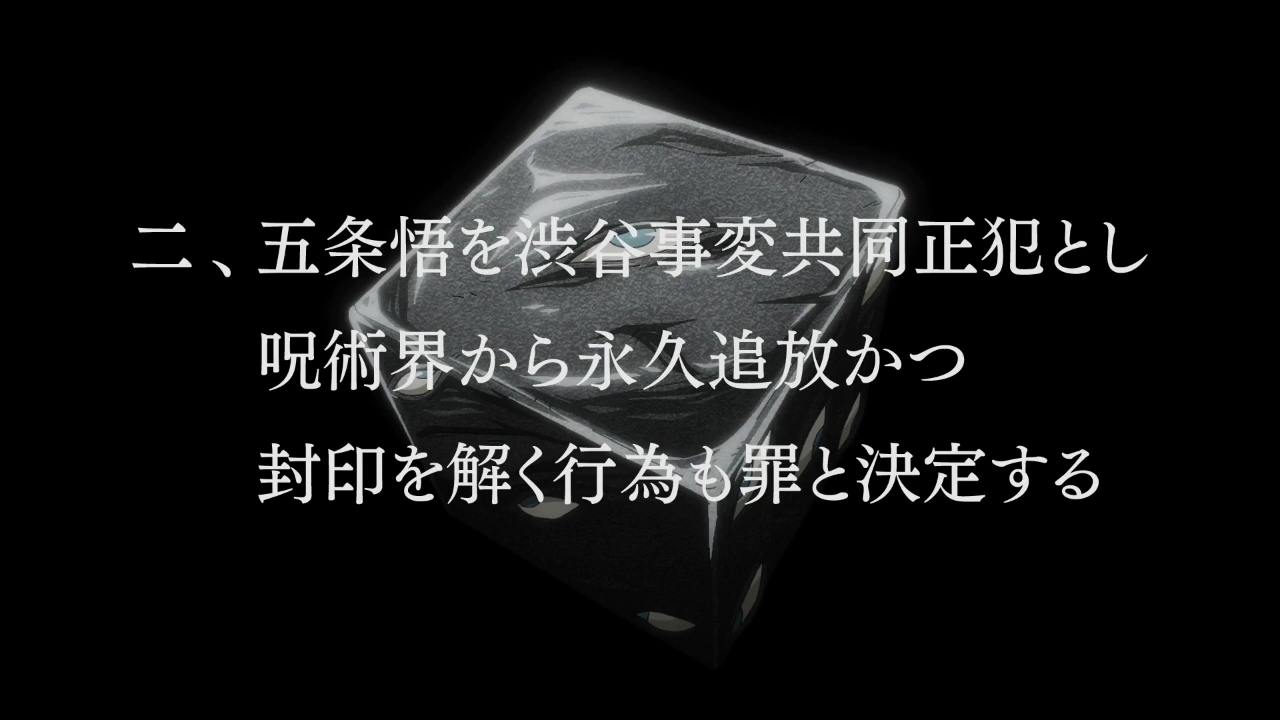 二、五条悟を渋谷事変共同正犯とし
呪術界から永久追放かつ
封印を解く行為も罪と決定する